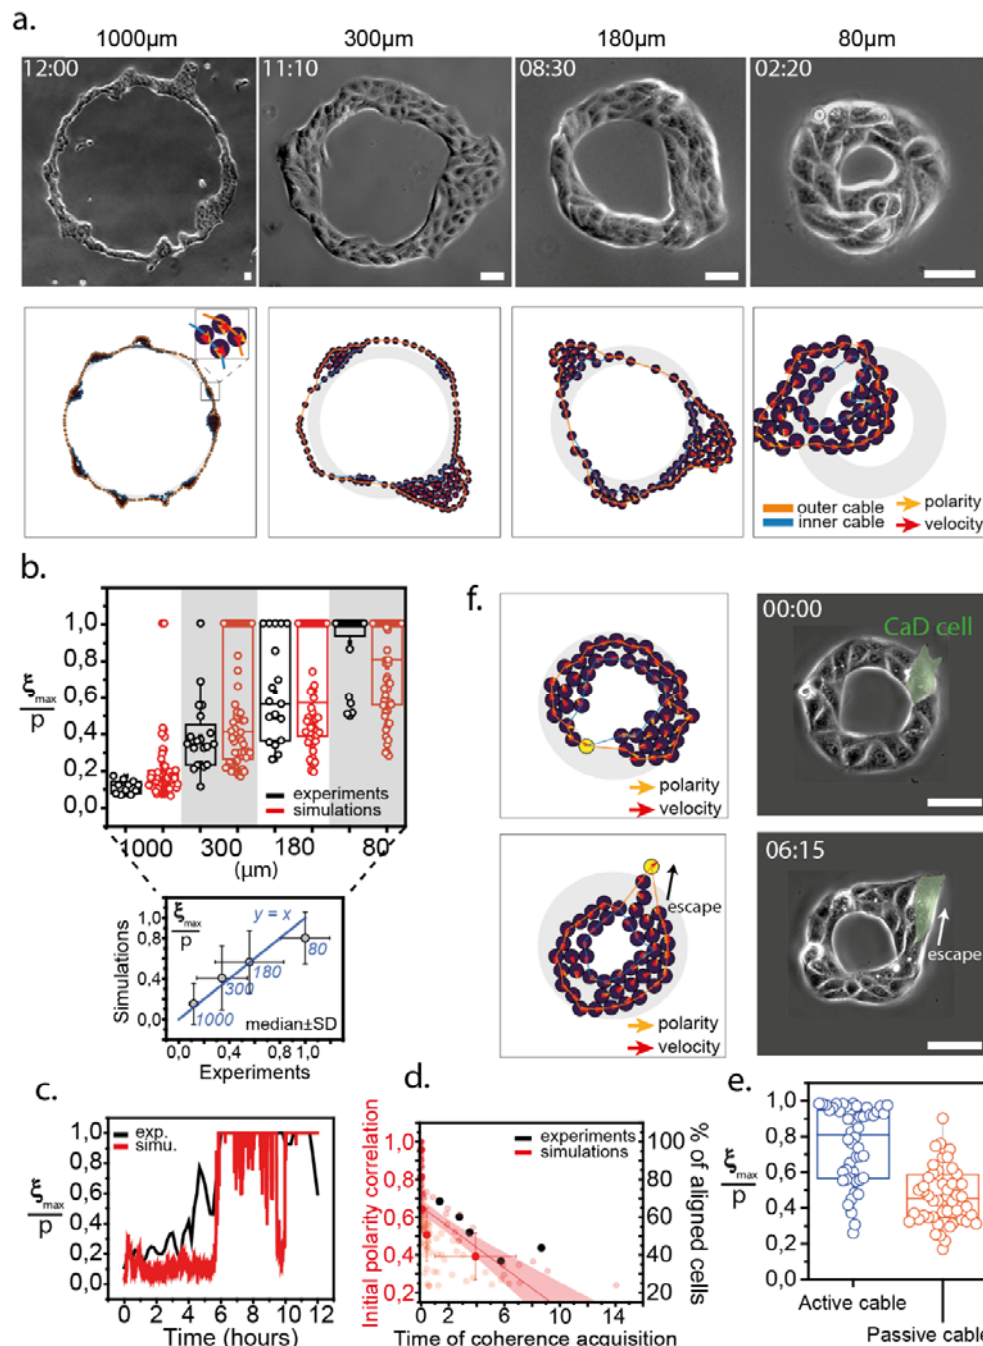 a.
1000µm
300µm
180µm
80µm
12:00
11:10
08:30
02:20
outer cable
inner cable
polarity
velocity
b.
ξmax
p
1,0
0,8
0,6
0,4
0,2
0,0
experiments
simulations
1000
300
180
80
(µm)
Simulations
1.0
0.8
0.4
0.0
ξmax
p
y = x
80
180
300
1000
median±SD
0,0
0,4
0,8
1,0
Experiments
f.
polarity
velocity
escape
polarity
velocity
00:00
CaD cell
06:15
escape
c.
ξmax
p
1,0
0,8
0,6
0,4
0,2
0,0
exp.
simu.
0 2 4 6 8 10 12
Time (hours)
d.
Initial polarity correlation
1,0
0,8
0,6
0,4
0,2
experiments
simulations
100
80
60
40
20
% of aligned cells
0 5 10 14
Time of coherence acquisition
e.
ξmax
p
1,0
0,8
0,6
0,4
0,2
0,0
Active cable
Passive cable